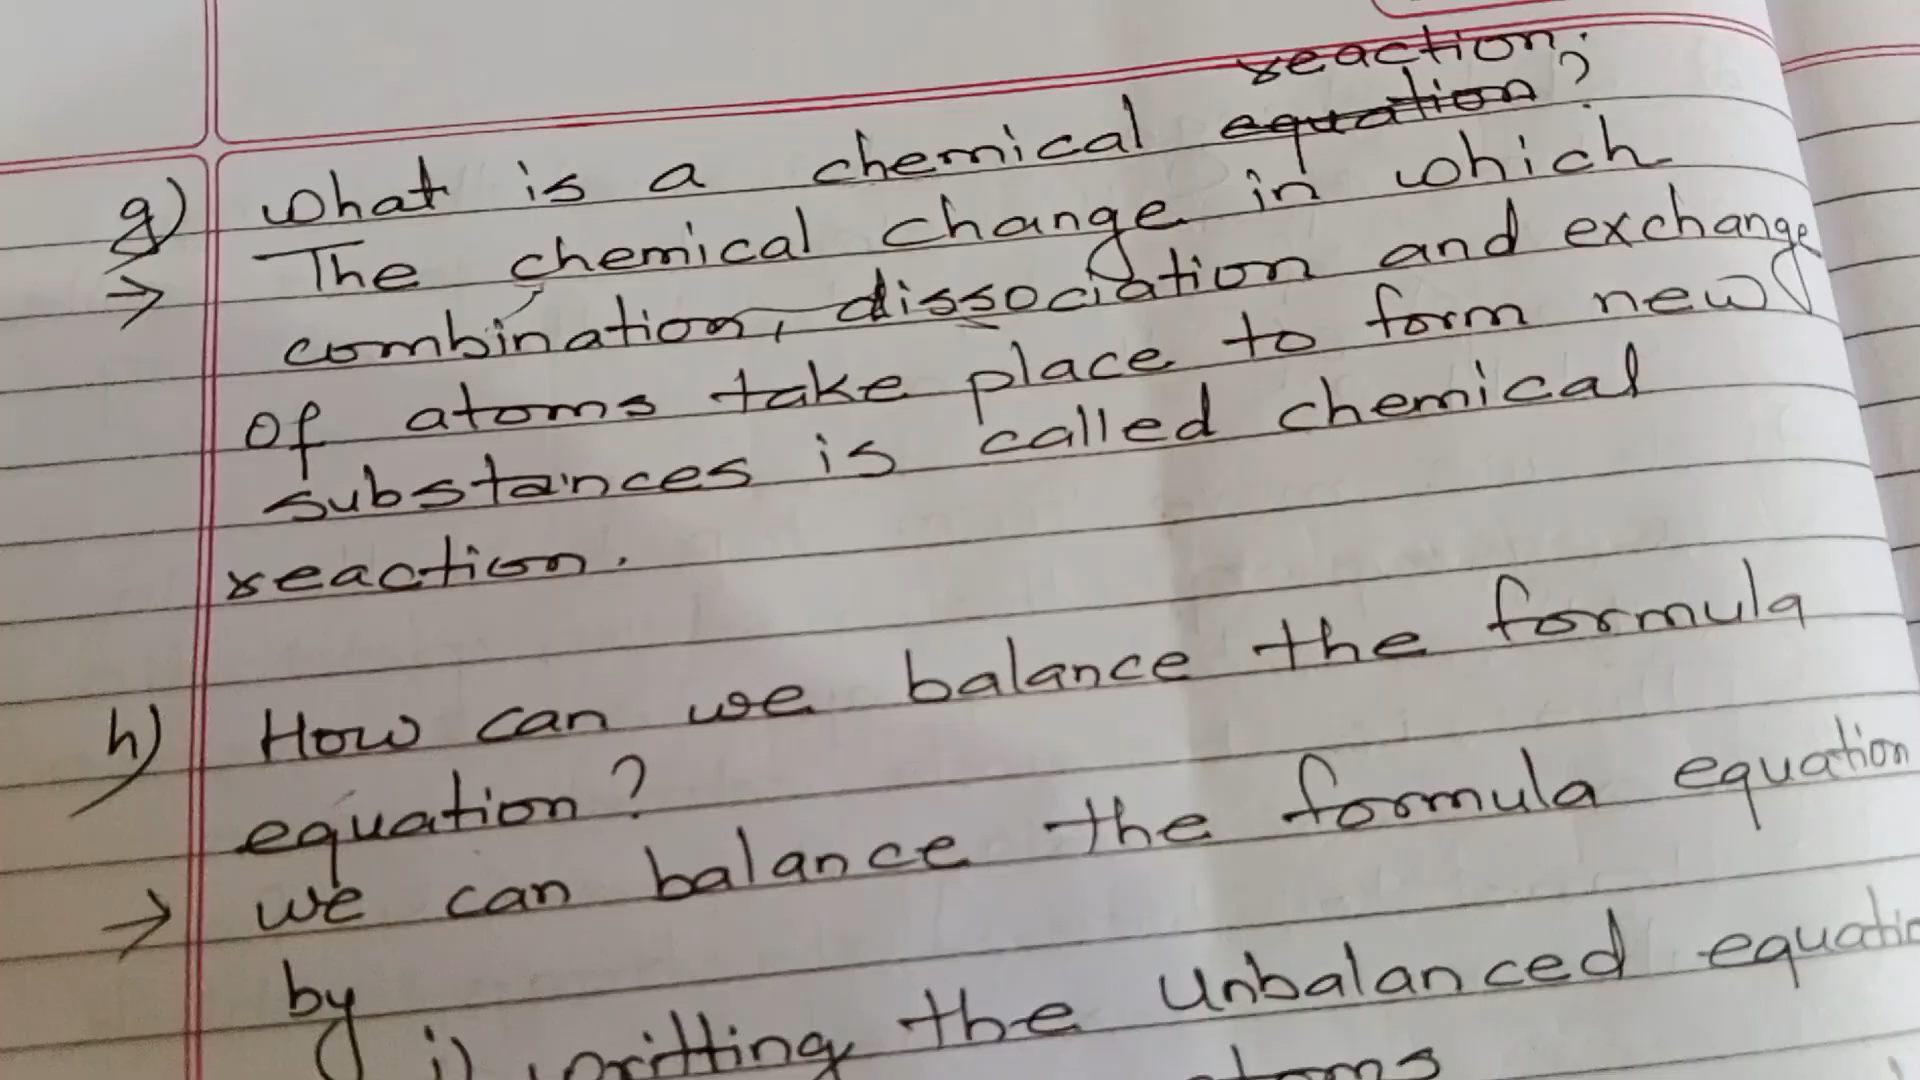 reaction.
g) what is a chemical equation?
→ The chemical change in which
combination, dissociation and exchange
of atoms take place to form new
substances is called chemical
reaction.
h) How can we balance the formula
equation?
→ we can balance the formula equation
by
i) writting the unbalanced
atoms